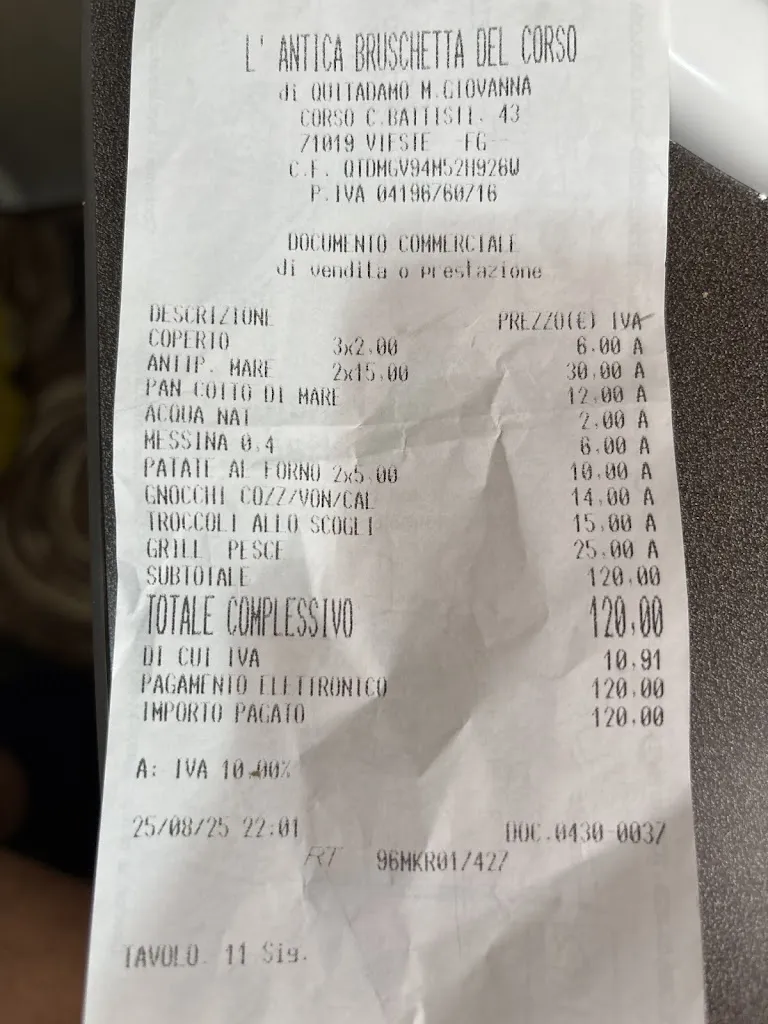 L' ANTICA BRUSCHETTA DEL CORSO
di QUITADAMO M.GIOVANNA
CORSO C.BATTISTI, 43
71019 VIESTE -FG-
C.F. QTDMGV94M52H926W
P.IVA 04196760716
DOCUMENTO COMMERCIALE
di vendita o prestazione
DESCRIZIONE PREZZO(€) IVA
COPERTO 3x2,00 6,00 A
ANTIP. MARE 2x15,00 30,00 A
PAN COTTO DI MARE 12,00 A
ACQUA NAT 2,00 A
MESSINA 0,4 6,00 A
PATATE AL FORNO 2x5,00 10,00 A
GNOCCHI COZZ/VON/CAL 14,00 A
TROCCOLI ALLO SCOGLI 15,00 A
GRILL PESCE 25,00 A
SUBTOTALE 120,00
TOTALE COMPLESSIVO 120,00
DI CUI IVA 10,91
PAGAMENTO ELETTRONICO 120,00
IMPORTO PAGATO 120,00
A: IVA 10,00%
25/08/25 22:01 DOC.0430-0037
RT 96MKR017427
TAVOLO 11 Sig.